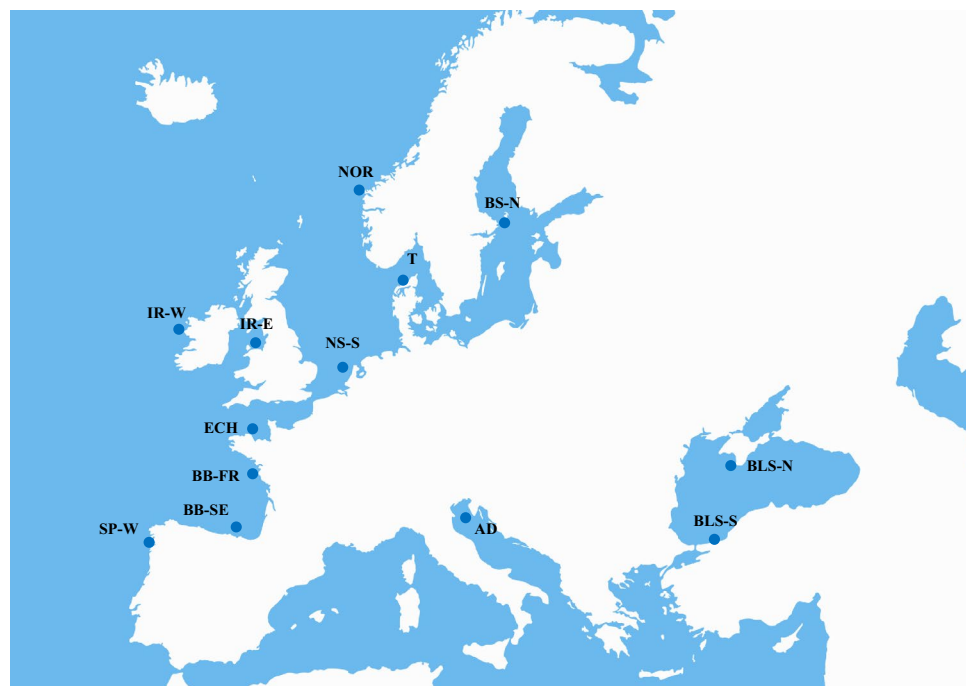 NOR
BS-N
T
IR-W
IR-E
NS-S
ECH
BB-FR
BLS-N
BB-SE
SP-W
AD
BLS-S